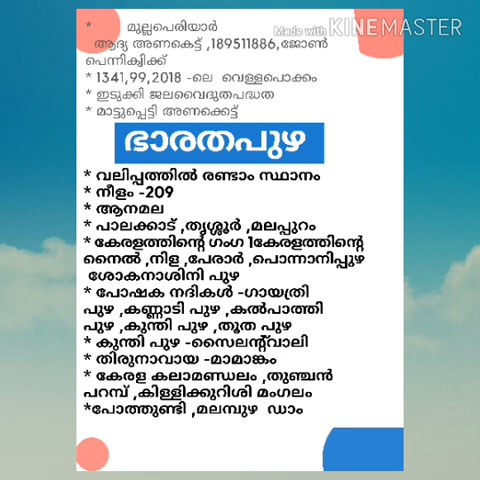 * മുല്ലപെരിയാർ
Made with KINEMASTER
ആദ്യ അണകെട്ട് ,189511886,ജോൺ
പെന്നിക്വിക്ക്
* 1341,99,2018 -ലെ വെള്ളപൊക്കം
* ഇടുക്കി ജലവൈദുതപദ്ധത
* മാട്ടുപ്പെട്ടി അണക്കെട്ട്
ഭാരതപുഴ
* വലിപ്പത്തിൽ രണ്ടാം സ്ഥാനം
* നീളം -209
* ആനമല
* പാലക്കാട് ,തൃശ്ശൂർ ,മലപ്പുറം
* കേരളത്തിന്റെ ഗംഗ 1കേരളത്തിന്റെ
നൈൽ ,നിള ,പേരാർ ,പൊന്നാനിപ്പുഴ
ശോകനാശിനി പുഴ
* പോഷക നദികൾ -ഗായത്രി
പുഴ ,കണ്ണാടി പുഴ ,കൽപാത്തി
പുഴ ,കുന്തി പുഴ ,തൂത പുഴ
* കുന്തി പുഴ -സൈലന്റ്‌വാലി
* തിരുനാവായ -മാമാങ്കം
* കേരള കലാമണ്ഡലം ,തുഞ്ചൻ
പറമ്പ് ,കിള്ളിക്കുറിശി മംഗലം
*പോത്തുണ്ടി ,മലമ്പുഴ ഡാം